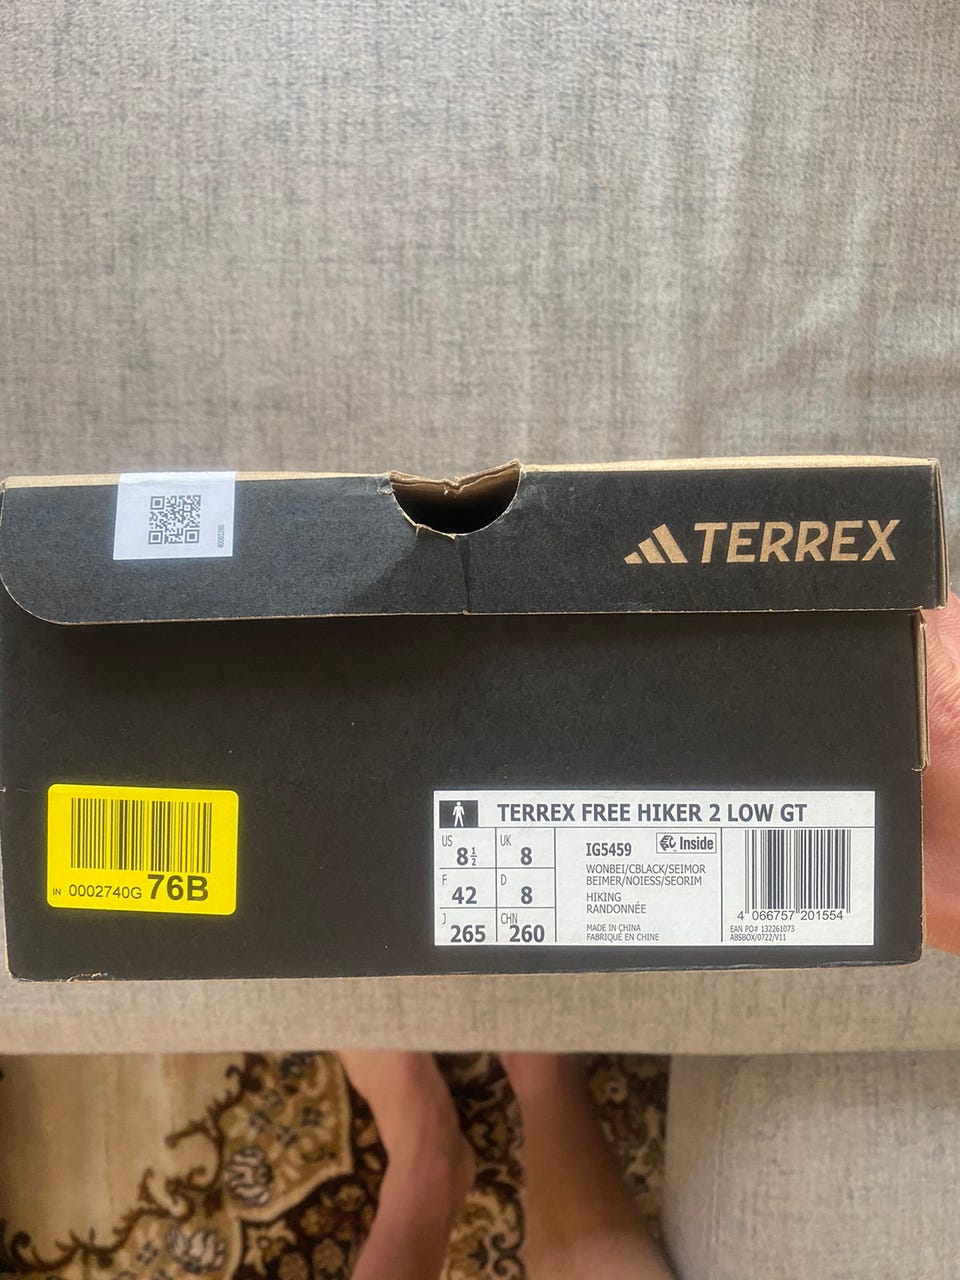 TERREX
IN 0002740G 76B
TERREX FREE HIKER 2 LOW GT
US
8½
UK
8
F
42
D
8
J
265
CHN
260
IG5459
Inside
WONBEI/CBLACK/SEIMOR
BEIMER/NOIESS/SEORIM
HIKING
RANDONNÉE
MADE IN CHINA
FABRIQUÉ EN CHINE
4 066757 201554
EAN PO# 132261073
ABSBOX/0722/V11